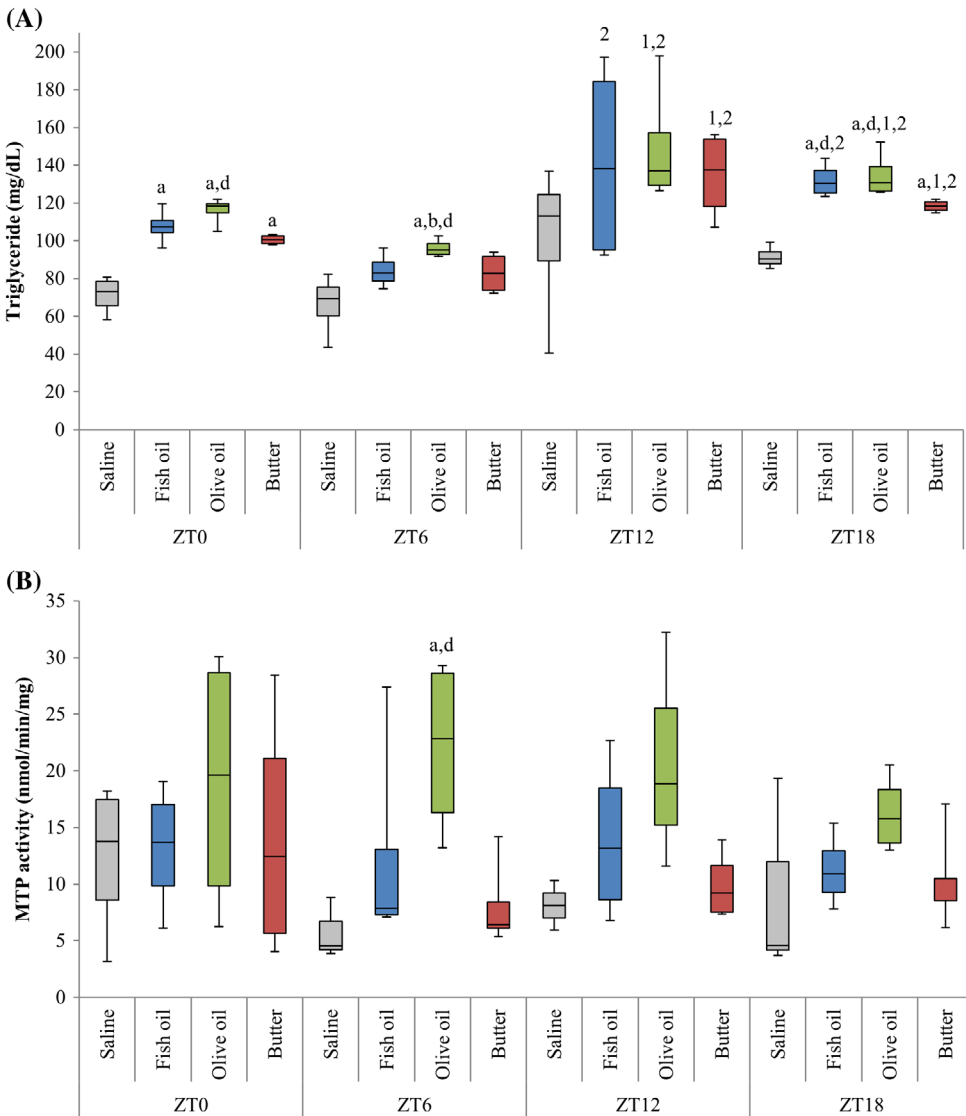 (A)
Triglyceride (mg/dL)
200
180
160
140
120
100
80
60
40
20
0
a
a,d
a
a,b,d
2
1,2
1,2
a,d,2
a,d,1,2
a,1,2
Saline
Fish oil
Olive oil
Butter
Saline
Fish oil
Olive oil
Butter
Saline
Fish oil
Olive oil
Butter
Saline
Fish oil
Olive oil
Butter
ZT0 ZT6 ZT12 ZT18
(B)
MTP activity (nmol/min/mg)
35
30
25
20
15
10
5
0
a,d
Saline
Fish oil
Olive oil
Butter
Saline
Fish oil
Olive oil
Butter
Saline
Fish oil
Olive oil
Butter
Saline
Fish oil
Olive oil
Butter
ZT0 ZT6 ZT12 ZT18